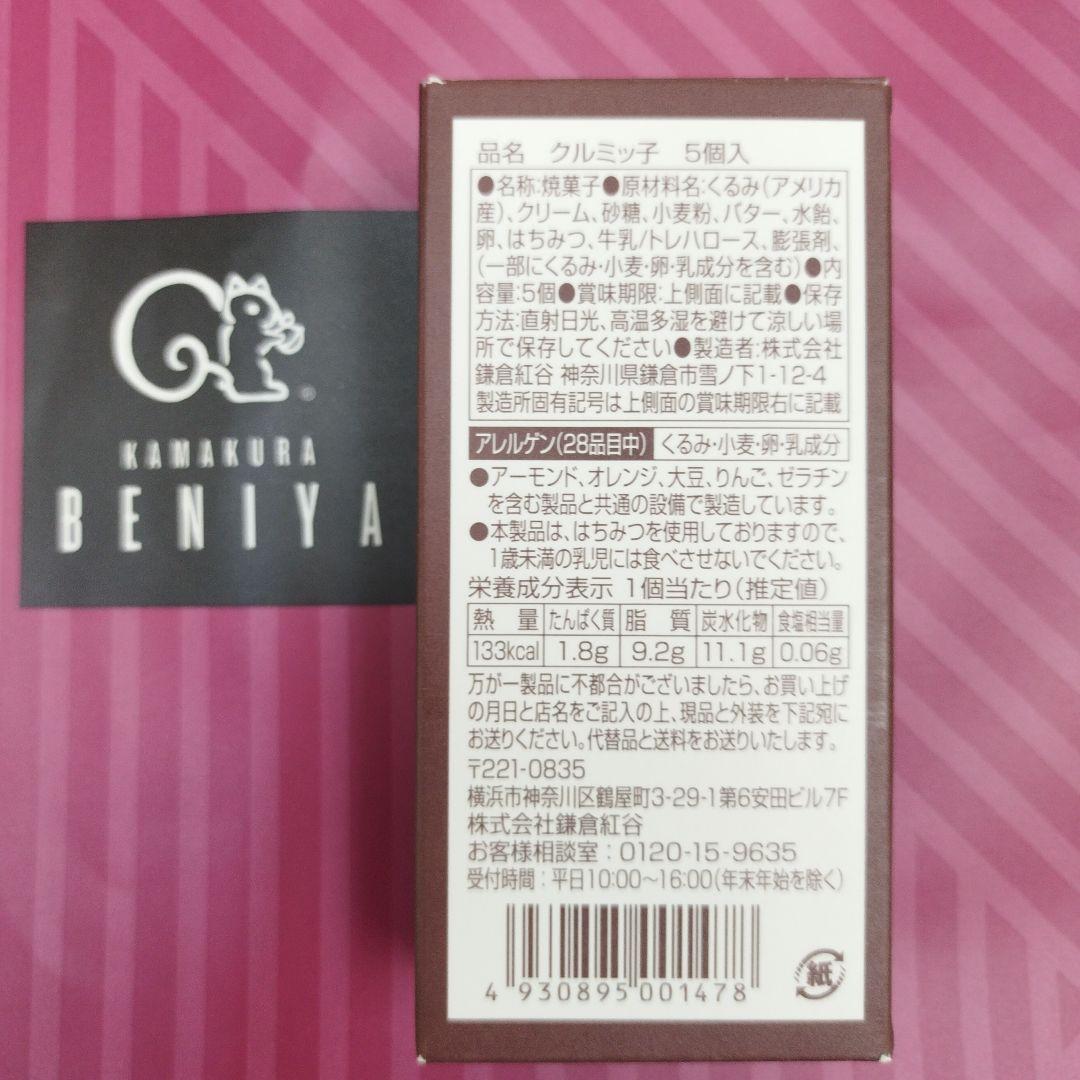 KAMAKURA
BENIYA
品名 クルミッ子 5個入
●名称:焼菓子●原材料名:くるみ(アメリカ
産)、クリーム、砂糖、小麦粉、バター、水飴、
卵、はちみつ、牛乳/トレハロース、膨張剤、
(一部にくるみ・小麦・卵・乳成分を含む)●内
容量:5個●賞味期限:上側面に記載●保存
方法:直射日光、高温多湿を避けて涼しい場
所で保存してください●製造者:株式会社
鎌倉紅谷 神奈川県鎌倉市雪ノ下1-12-4
製造所固有記号は上側面の賞味期限右に記載
アレルゲン(28品目中) くるみ・小麦・卵・乳成分
●アーモンド、オレンジ、大豆、りんご、ゼラチン
を含む製品と共通の設備で製造しています。
●本製品は、はちみつを使用しておりますので、
1歳未満の乳児には食べさせないでください。
栄養成分表示 1個当たり(推定値)
熱量 たんぱく質 脂質 炭水化物 食塩相当量
133kcal 1.8g 9.2g 11.1g 0.06g
万が一製品に不都合がございましたら、お買い上げ
の月日と店名をご記入の上、現品と外装を下記宛に
お送りください。代替品と送料をお送りいたします。
〒221-0835
横浜市神奈川区鶴屋町3-29-1第6安田ビル7F
株式会社鎌倉紅谷
お客様相談室:0120-15-9635
受付時間:平日10:00~16:00(年末年始を除く)
4 930895 001478
紙